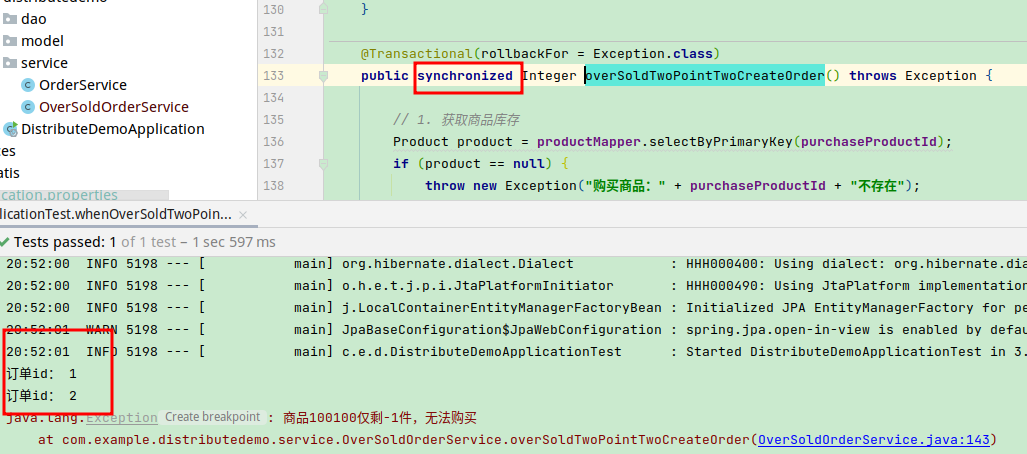 distributedemo
dao
model
service
OrderService
OverSoldOrderService
DistributeDemoApplication
ces
atis
cation.properties
130 }
131
132 @Transactional(rollbackFor = Exception.class)
133 public synchronized Integer overSoldTwoPointTwoCreateOrder() throws Exception {
134
135 // 1. 获取商品库存
136 Product product = productMapper.selectByPrimaryKey(purchaseProductId);
137 if (product == null) {
138 throw new Exception("购买商品：" + purchaseProductId + "不存在");
licationTest.whenOverSoldTwoPoin... ×
Tests passed: 1 of 1 test – 1 sec 597 ms
20:52:00 INFO 5198 --- [ main] org.hibernate.dialect.Dialect : HHH000400: Using dialect: org.hibernate.dia
20:52:00 INFO 5198 --- [ main] o.h.e.t.j.p.i.JtaPlatformInitiator : HHH000490: Using JtaPlatform implementation
20:52:00 INFO 5198 --- [ main] j.LocalContainerEntityManagerFactoryBean : Initialized JPA EntityManagerFactory for pe
20:52:01 WARN 5198 --- [ main] JpaBaseConfiguration$JpaWebConfiguration : spring.jpa.open-in-view is enabled by defau
20:52:01 INFO 5198 --- [ main] c.e.d.DistributeDemoApplicationTest : Started DistributeDemoApplicationTest in 3.
订单id： 1
订单id： 2
java.lang.Exception Create breakpoint : 商品100100仅剩-1件，无法购买
at com.example.distributedemo.service.OverSoldOrderService.overSoldTwoPointTwoCreateOrder(OverSoldOrderService.java:143)